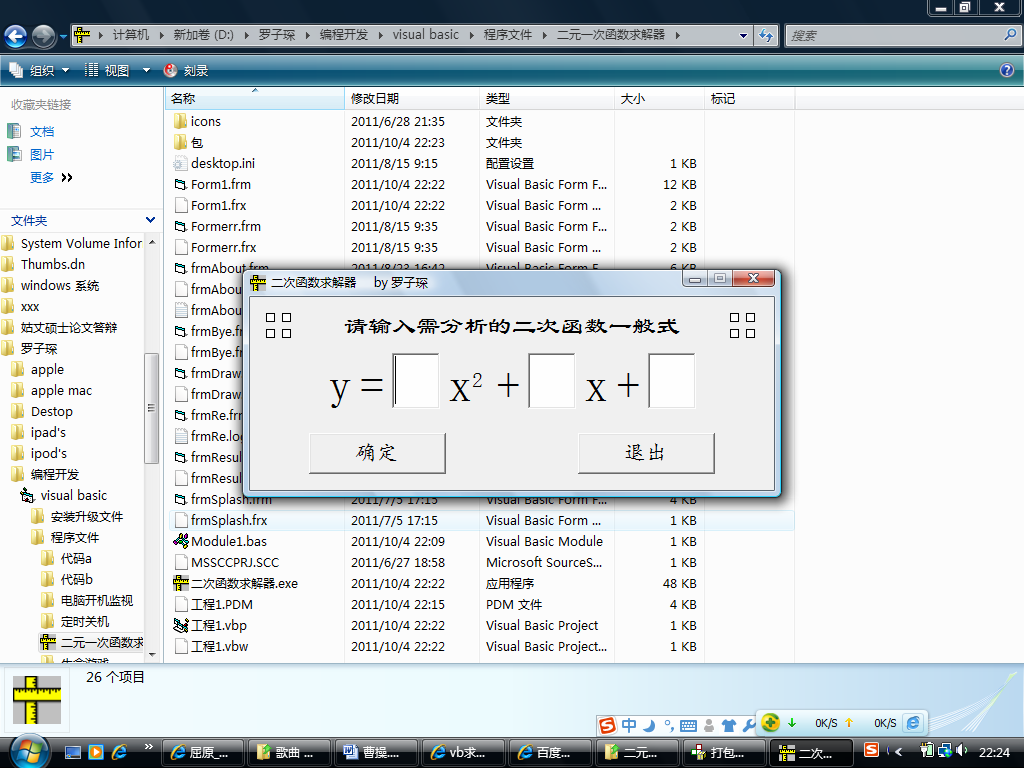 计算机 新加卷 (D:) 罗子琛 编程开发 visual basic 程序文件 二元一次函数求解器
搜索
组织 视图 刻录
收藏夹链接
文档
图片
更多
文件夹
System Volume Infor
Thumbs.dn
windows 系统
xxx
姑丈硕士论文答辩
罗子琛
apple
apple mac
Destop
ipad's
ipod's
编程开发
visual basic
安装升级文件
程序文件
代码a
代码b
电脑开机监视
定时关机
二元一次函数求
生命游戏
名称 修改日期 类型 大小 标记
icons 2011/6/28 21:35 文件夹
包 2011/10/4 22:23 文件夹
desktop.ini 2011/8/15 9:15 配置设置 1 KB
Form1.frm 2011/10/4 22:22 Visual Basic Form F... 12 KB
Form1.frx 2011/10/4 22:22 Visual Basic Form ... 2 KB
Formerr.frm 2011/8/15 9:35 Visual Basic Form F... 2 KB
Formerr.frx 2011/8/15 9:35 Visual Basic Form ... 2 KB
frmAbout.frm 2011/8/23 16:42 Visual Basic Form F... 6 KB
frmAbou
frmAbou
frmBye.fr
frmBye.fr
frmDraw
frmDraw
frmRe.frr
frmRe.log
frmResul
frmResul
frmSplash.frm 2011/7/5 17:15 Visual Basic Form F... 4 KB
frmSplash.frx 2011/7/5 17:15 Visual Basic Form ... 1 KB
Module1.bas 2011/10/4 22:09 Visual Basic Module 1 KB
MSSCCPRJ.SCC 2011/6/27 18:58 Microsoft SourceS... 1 KB
二次函数求解器.exe 2011/10/4 22:22 应用程序 48 KB
工程1.PDM 2011/10/4 22:15 PDM 文件 4 KB
工程1.vbp 2011/10/4 22:22 Visual Basic Project 1 KB
工程1.vbw 2011/10/4 22:22 Visual Basic Project... 1 KB
二次函数求解器 by 罗子琛
请输入需分析的二次函数一般式
y = x² + x +
确定 退出
26 个项目
中 0K/S 0K/S
屈原_... 歌曲 ... 曹操_... vb求... 百度_... 二元... 打包... 二次... 22:24